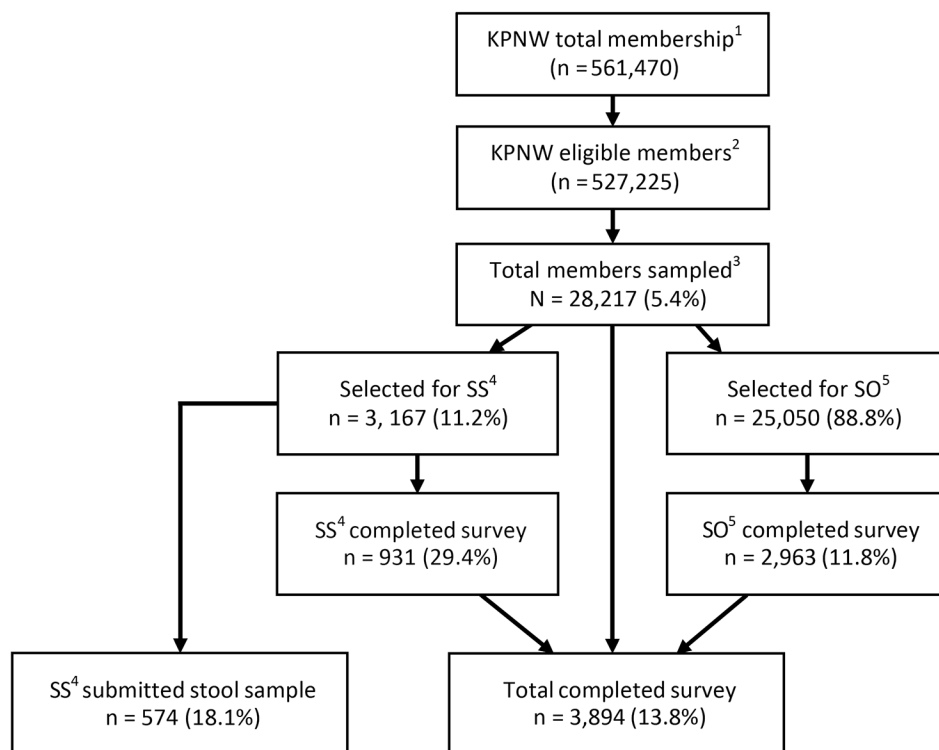 KPNW total membership¹
(n = 561,470)
KPNW eligible members²
(n = 527,225)
Total members sampled³
N = 28,217 (5.4%)
Selected for SS⁴
n = 3, 167 (11.2%)
Selected for SO⁵
n = 25,050 (88.8%)
SS⁴ completed survey
n = 931 (29.4%)
SO⁵ completed survey
n = 2,963 (11.8%)
SS⁴ submitted stool sample
n = 574 (18.1%)
Total completed survey
n = 3,894 (13.8%)